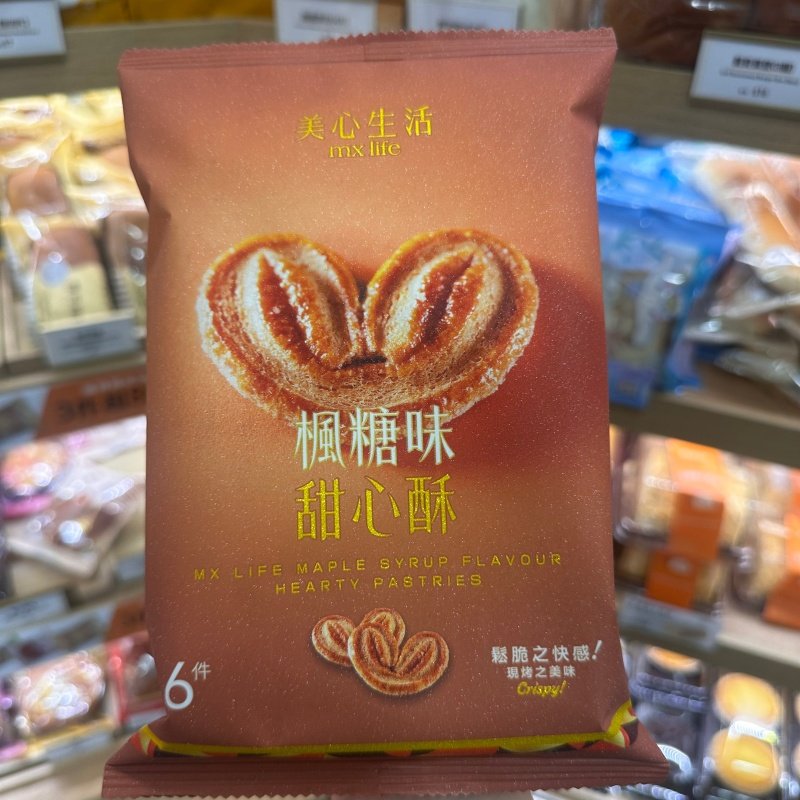 美心生活
mx life
楓糖味
甜心酥
MX LIFE MAPLE SYRUP FLAVOUR
HEARTY PASTRIES
6件
鬆脆之快感!
現烤之美味
Crispy!